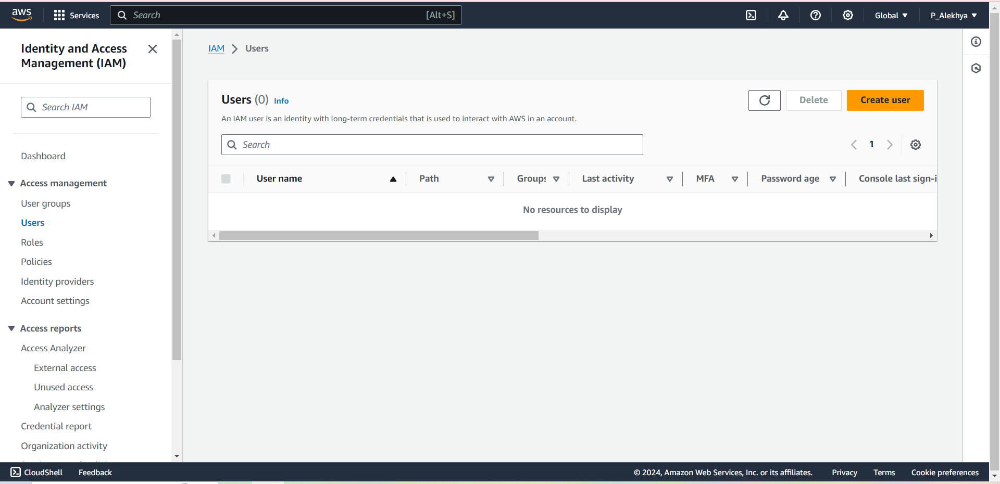 aws
Services
Search
[Alt+S]
Global
P_Alekhya
Identity and Access
Management (IAM)
Search IAM
Dashboard
Access management
User groups
Users
Roles
Policies
Identity providers
Account settings
Access reports
Access Analyzer
External access
Unused access
Analyzer settings
Credential report
Organization activity
IAM
Users
Users (0) Info
Delete
Create user
An IAM user is an identity with long-term credentials that is used to interact with AWS in an account.
Search
1
User name
Path
Groups
Last activity
MFA
Password age
Console last sign-i
No resources to display
CloudShell
Feedback
© 2024, Amazon Web Services, Inc. or its affiliates.
Privacy
Terms
Cookie preferences